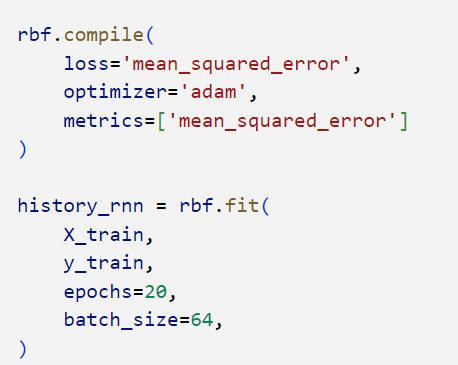 rbf.compile(
    loss='mean_squared_error',
    optimizer='adam',
    metrics=['mean_squared_error']
)

history_rnn = rbf.fit(
    X_train,
    y_train,
    epochs=20,
    batch_size=64,
)